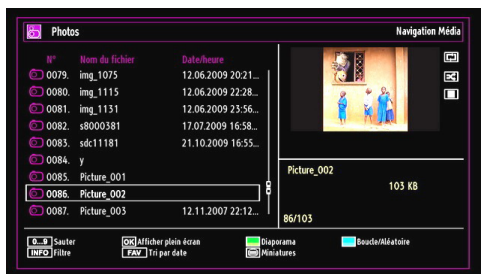 Photos
Navigation Média
N° Nom du fichier Date/heure
0079. img_1075 12.06.2009 20:21...
0080. img_1115 12.06.2009 22:28...
0081. img_1131 12.06.2009 23:56...
0082. s8000381 17.07.2009 16:58...
0083. sdc11181 21.10.2009 16:55...
0084. y
0085. Picture_001
0086. Picture_002
0087. Picture_003 12.11.2007 22:12...
Picture_002
103 KB
86/103
0...9 Sauter OK Afficher plein écran Diaporama Boucle/Aléatoire
INFO Filtre FAV Tri par date Miniatures